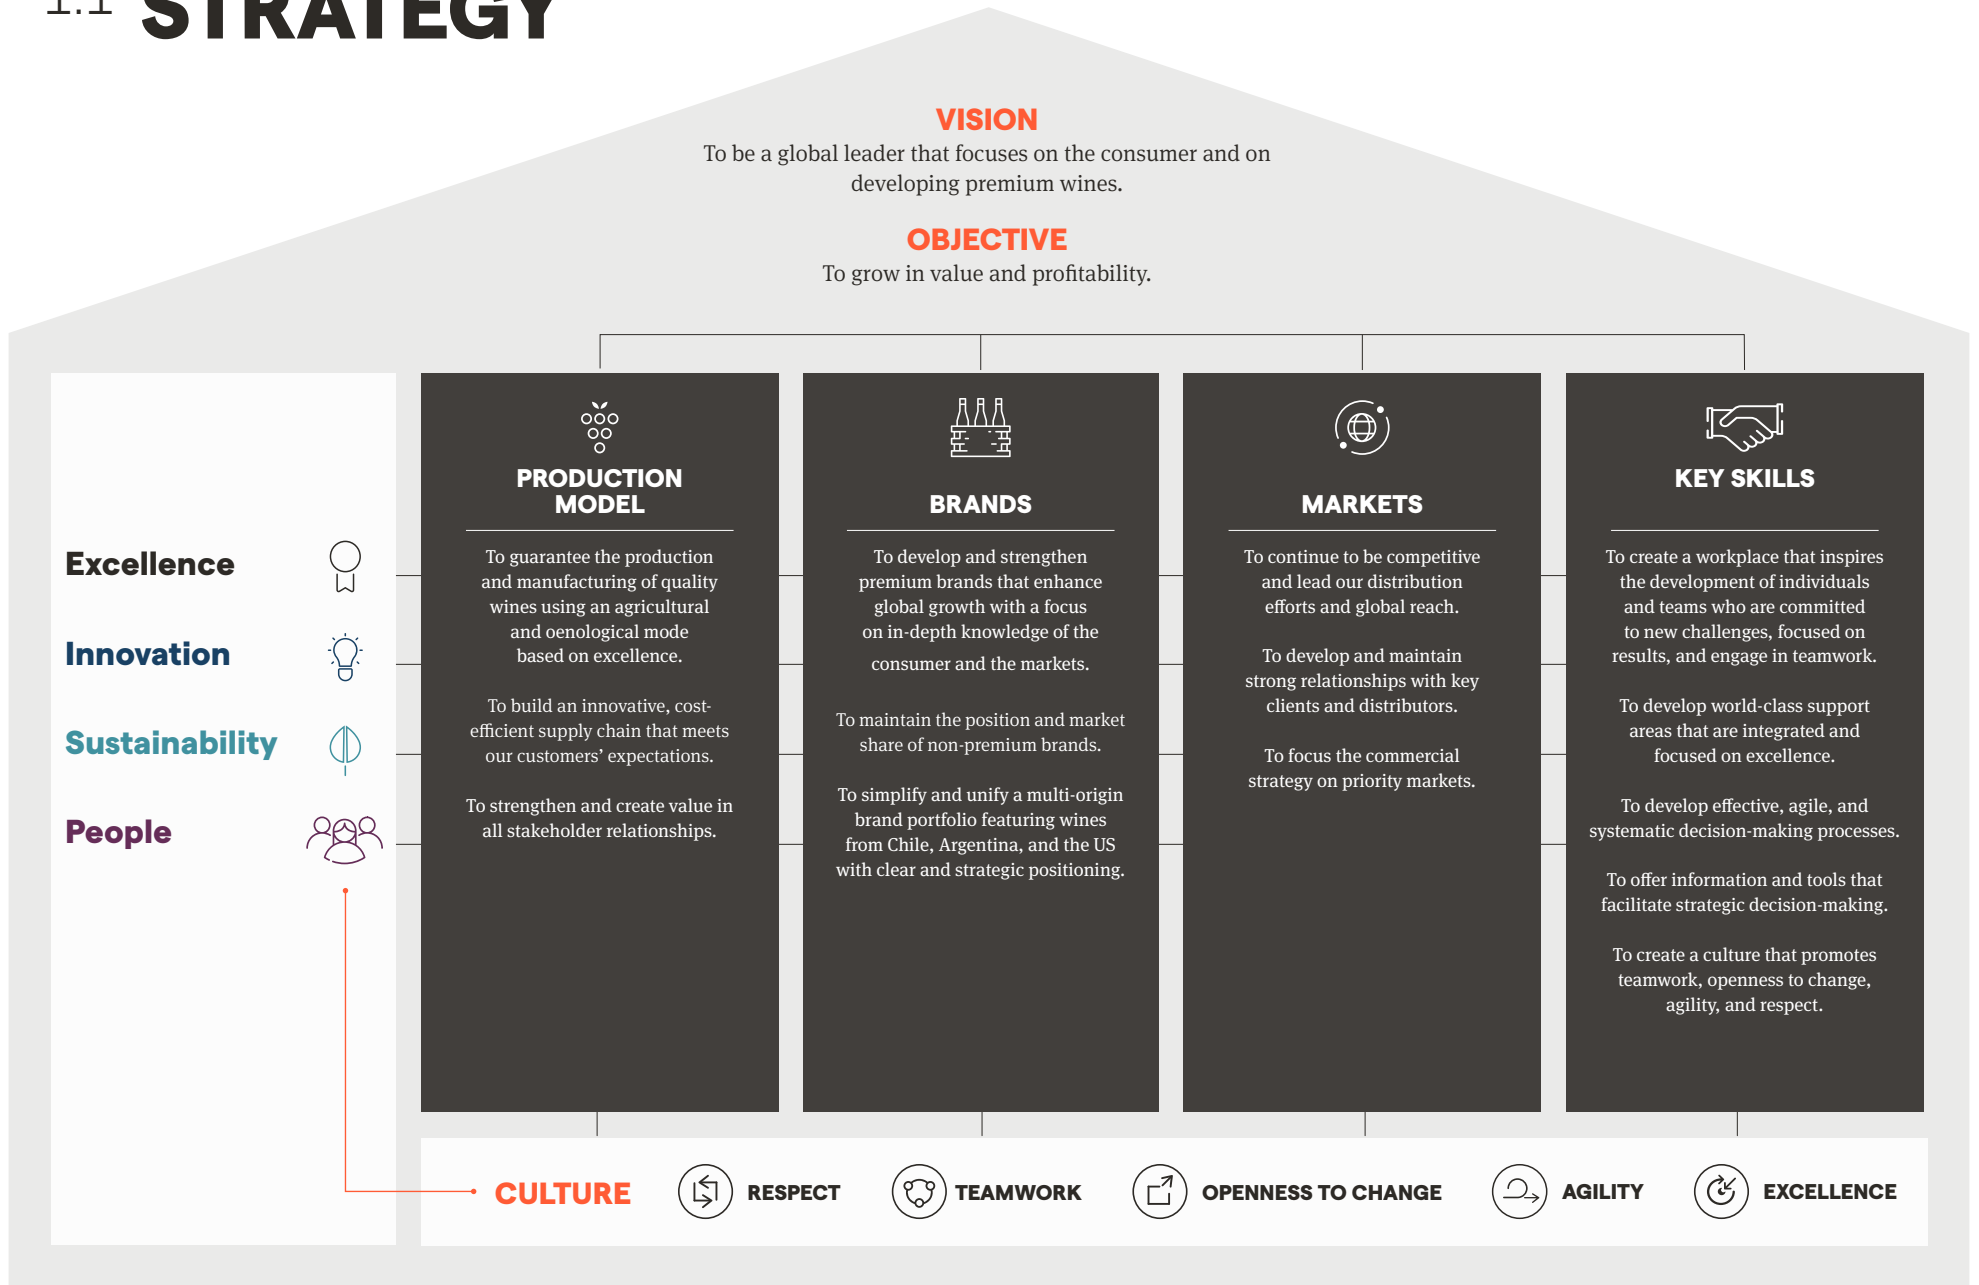 1.1 STRATEGY
VISION
To be a global leader that focuses on the consumer and on
developing premium wines.
OBJECTIVE
To grow in value and profitability.
Excellence
Innovation
Sustainability
People
PRODUCTION
MODEL
To guarantee the production
and manufacturing of quality
wines using an agricultural
and oenological mode
based on excellence.
To build an innovative, cost-
efficient supply chain that meets
our customers’ expectations.
To strengthen and create value in
all stakeholder relationships.
BRANDS
To develop and strengthen
premium brands that enhance
global growth with a focus
on in-depth knowledge of the
consumer and the markets.
To maintain the position and market
share of non-premium brands.
To simplify and unify a multi-origin
brand portfolio featuring wines
from Chile, Argentina, and the US
with clear and strategic positioning.
MARKETS
To continue to be competitive
and lead our distribution
efforts and global reach.
To develop and maintain
strong relationships with key
clients and distributors.
To focus the commercial
strategy on priority markets.
KEY SKILLS
To create a workplace that inspires
the development of individuals
and teams who are committed
to new challenges, focused on
results, and engage in teamwork.
To develop world-class support
areas that are integrated and
focused on excellence.
To develop effective, agile, and
systematic decision-making processes.
To offer information and tools that
facilitate strategic decision-making.
To create a culture that promotes
teamwork, openness to change,
agility, and respect.
CULTURE
RESPECT
TEAMWORK
OPENNESS TO CHANGE
AGILITY
EXCELLENCE